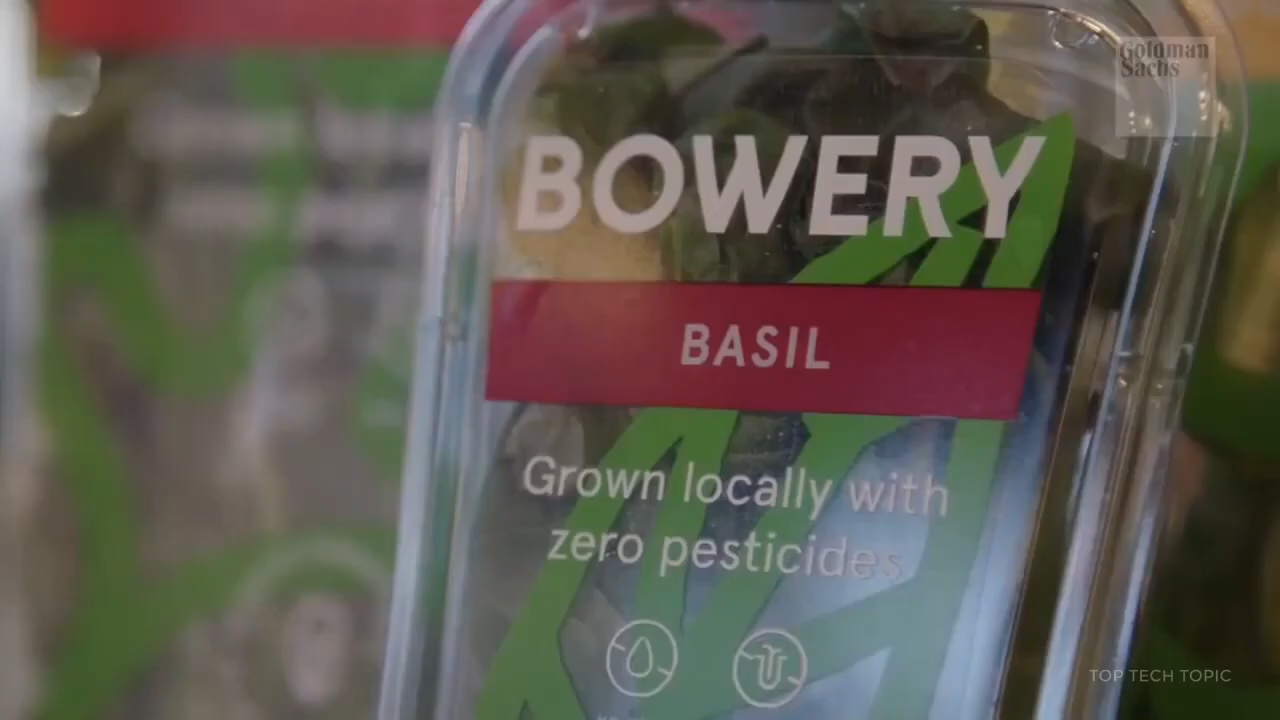 Goldman
Sachs
BOWERY
BASIL
Grown locally with
zero pesticides
TOP TECH TOPIC